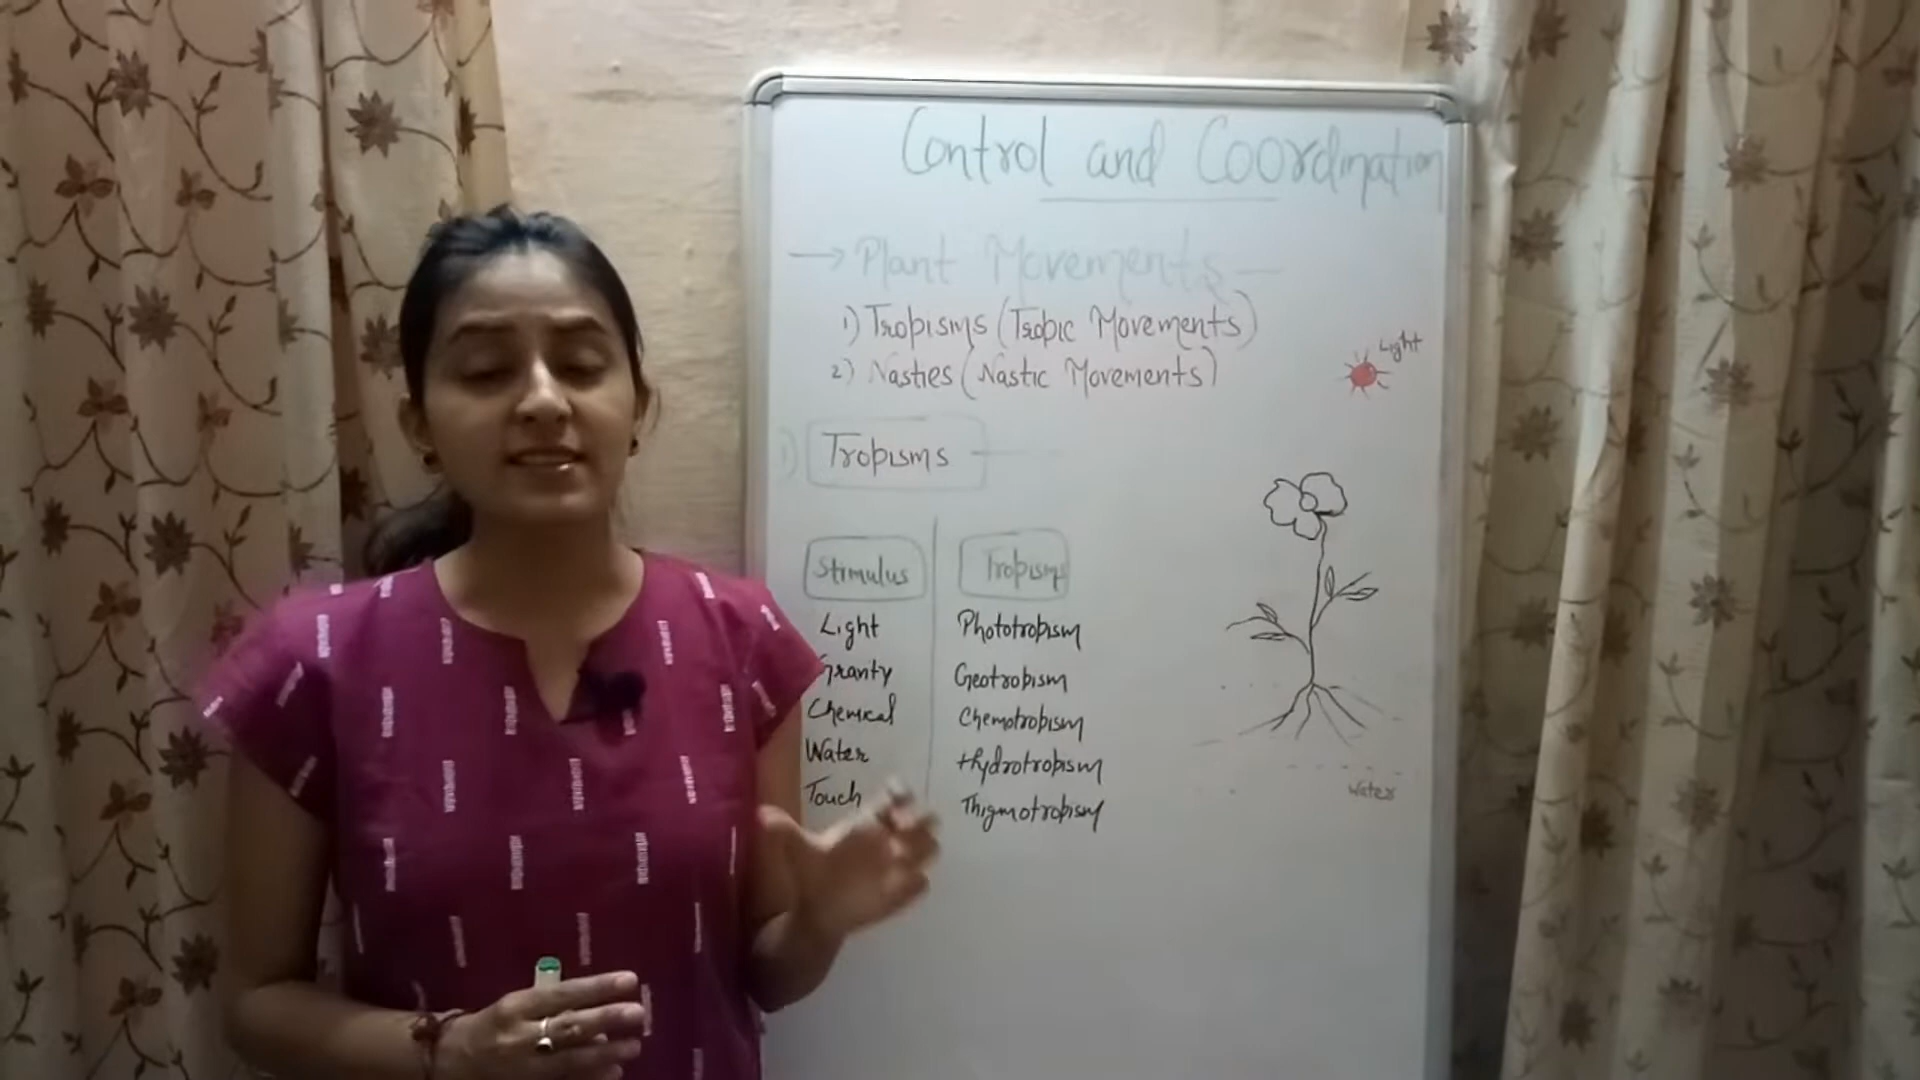 Control and Coordination
→ Plant Movements —
1) Tropisms (Tropic Movements)
2) Nasties (Nastic Movements)
Light
1) Tropisms —
Stimulus Tropisms
Light Phototropism
Gravity Geotropism
Chemical Chemotropism
Water Hydrotropism
Touch Thigmotropism
Water